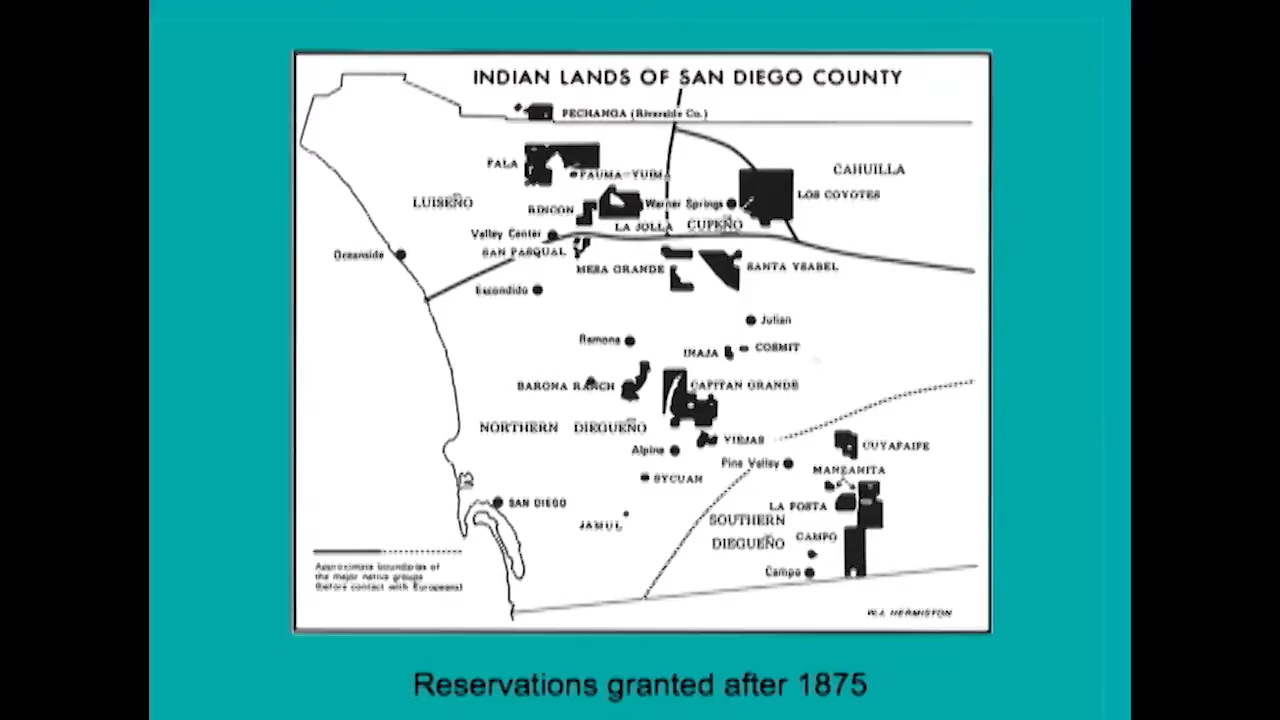 INDIAN LANDS OF SAN DIEGO COUNTY
PECHANGA (Riverside Co.)
PALA
PAUMA-YUIMA
CAHUILLA
LOS COYOTES
LUISEÑO
RINCON
Warner Springs
LA JOLLA
CUPEÑO
Valley Center
SAN PASQUAL
Oceanside
MESA GRANDE
SANTA YSABEL
Escondido
Julian
Ramona
INAJA
COSMIT
BARONA RANCH
CAPITAN GRANDE
NORTHERN DIEGUEÑO
VIEJAS
CUYAPAIPE
Alpine
Pine Valley
MANZANITA
SYCUAN
SAN DIEGO
LA POSTA
JAMUL
SOUTHERN
DIEGUEÑO
CAMPO
Campo
Approximate boundaries of
the major native groups
(before contact with Europeans)
W.J. HERMISTON
Reservations granted after 1875